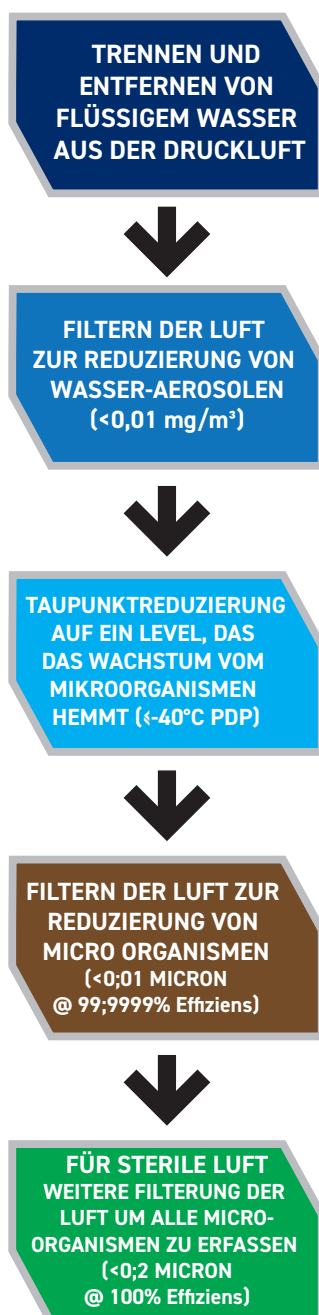 TRENNEN UND
ENTFERNEN VON
FLÜSSIGEM WASSER
AUS DER DRUCKLUFT
FILTERN DER LUFT
ZUR REDUZIERUNG VON
WASSER-AEROSOLEN
(<0,01 mg/m³)
TAUPUNKTREDUZIERUNG
AUF EIN LEVEL, DAS
DAS WACHSTUM VOM
MIKROORGANISMEN
HEMMT (≤-40°C PDP)
FILTERN DER LUFT ZUR
REDUZIERUNG VON
MICRO ORGANISMEN
(<0;01 MICRON
@ 99;9999% Effiziens)
FÜR STERILE LUFT
WEITERE FILTERUNG DER
LUFT UM ALLE MICRO-
ORGANISMEN ZU ERFASSEN
(<0;2 MICRON
@ 100% Effiziens)